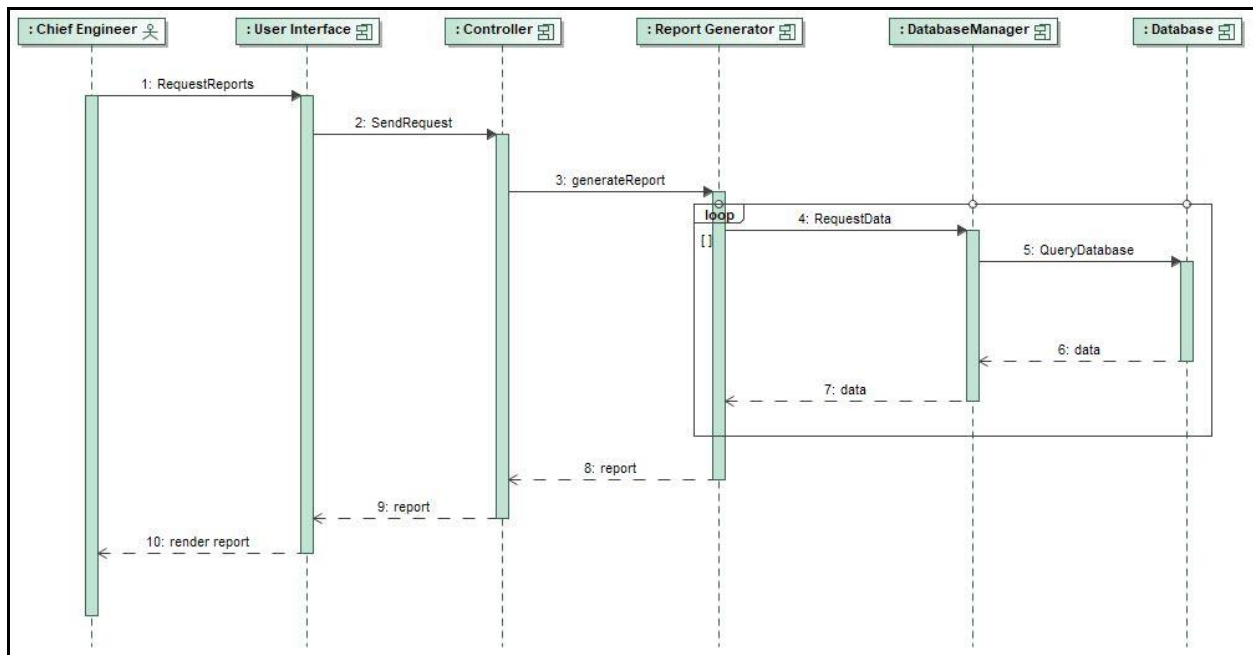 : Chief Engineer
: User Interface
: Controller
: Report Generator
: DatabaseManager
: Database
1: RequestReports
2: SendRequest
3: generateReport
loop
[ ]
4: RequestData
5: QueryDatabase
6: data
7: data
8: report
9: report
10: render report